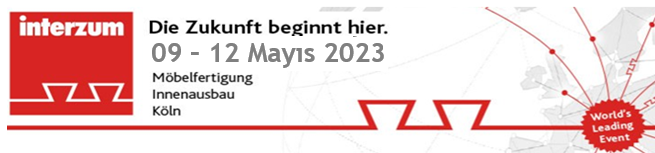 interzum
Die Zukunft beginnt hier.
09 - 12 Mayıs 2023
Möbelfertigung
Innenausbau
Köln
World's
Leading
Event